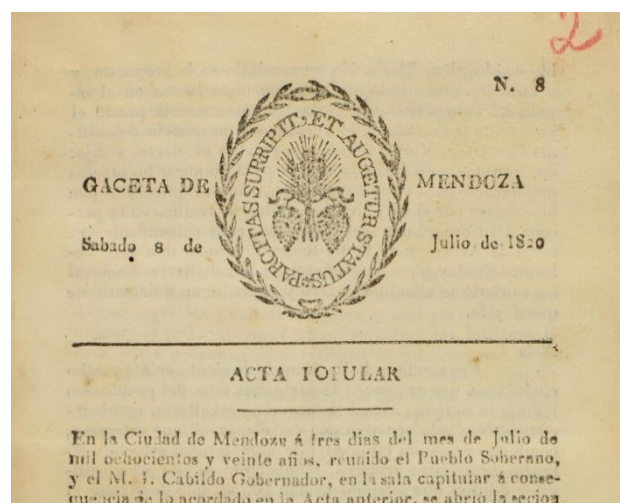 2
N. 8
GACETA DE MENDOZA
PARCITAS SURRIPIT, ET AUGETUR STATUS
Sabado 8 de Julio de 1820
ACTA POPULAR
En la Ciudad de Mendoza á tres dias del mes de Julio de
mil ochocientos y veinte años, reunido el Pueblo Soberano,
y el M. I. Cabildo Gobernador, en la sala capitular á conse-
quencia de lo acordado en la Acta anterior, se abrió la secion